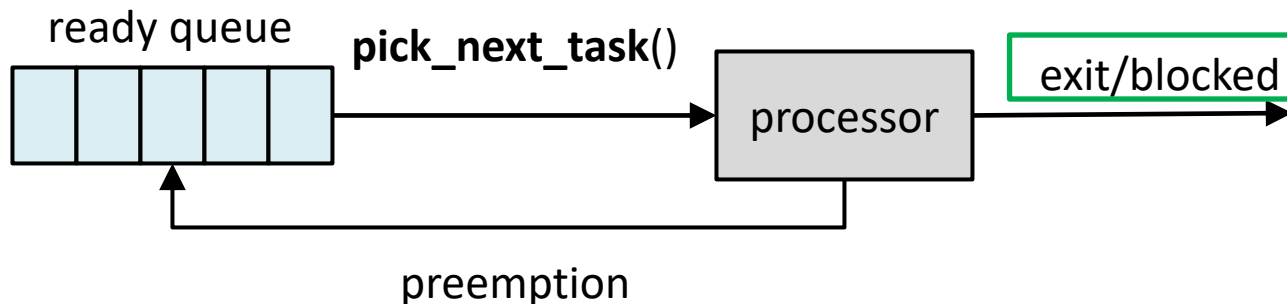 ready queue
pick_next_task()
exit/blocked
processor
preemption